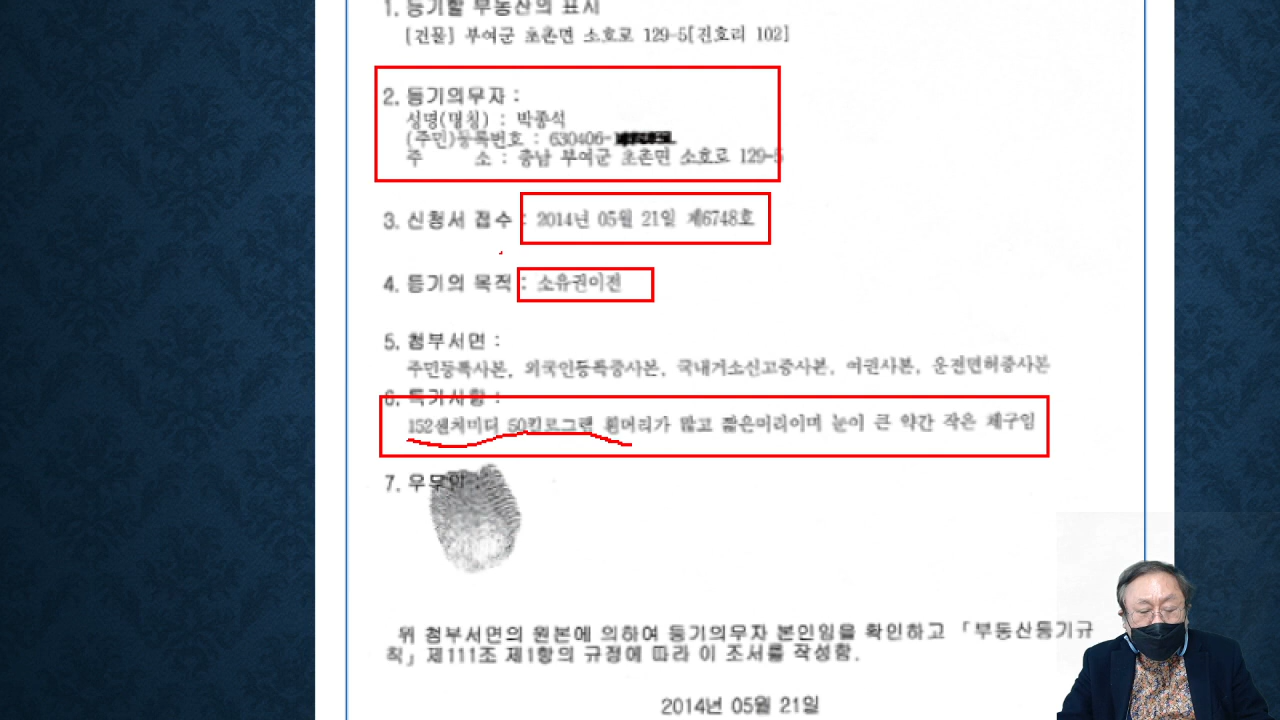 1. 등기할 부동산의 표시
[건물] 부여군 초촌면 소호로 129-5[진호리 102]
2. 등기의무자 :
성명(명칭) : 박종석
(주민)등록번호 : 630406-
주 소 : 충남 부여군 초촌면 소호로 129-5
3. 신청서 접수 : 2014년 05월 21일 제6748호
4. 등기의 목적 : 소유권이전
5. 첨부서면 :
주민등록사본, 외국인등록증사본, 국내거소신고증사본, 여권사본, 운전면허증사본
6. 특기사항 :
152센치미터 50킬로그램 흰머리가 많고 짧은머리이며 눈이 큰 약간 작은 체구임
7. 우무인 :
위 첨부서면의 원본에 의하여 등기의무자 본인임을 확인하고 「부동산등기규
칙」 제111조 제1항의 규정에 따라 이 조서를 작성함.
2014년 05월 21일